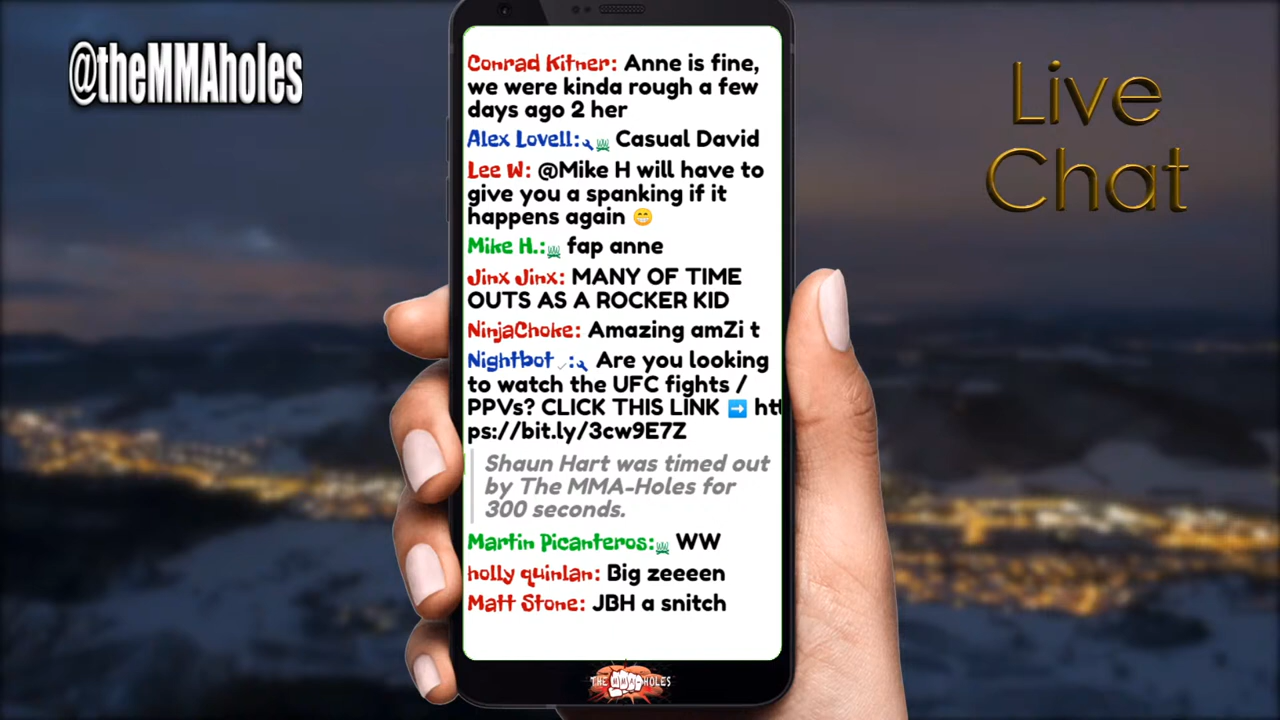 @theMMAholes
Live
Chat
Conrad Kitner: Anne is fine,
we were kinda rough a few
days ago 2 her
Alex Lovell: Casual David
Lee W: @Mike H will have to
give you a spanking if it
happens again 😁
Mike H.: fap anne
Jinx Jinx: MANY OF TIME
OUTS AS A ROCKER KID
NinjaChoke: Amazing amZi t
Nightbot ✓: Are you looking
to watch the UFC fights /
PPVs? CLICK THIS LINK ➡️ htt
ps://bit.ly/3cw9E7Z
Shaun Hart was timed out
by The MMA-Holes for
300 seconds.
Martin Picanteros: WW
holly quinlan: Big zeeeen
Matt Stone: JBH a snitch
THE MMA-HOLES